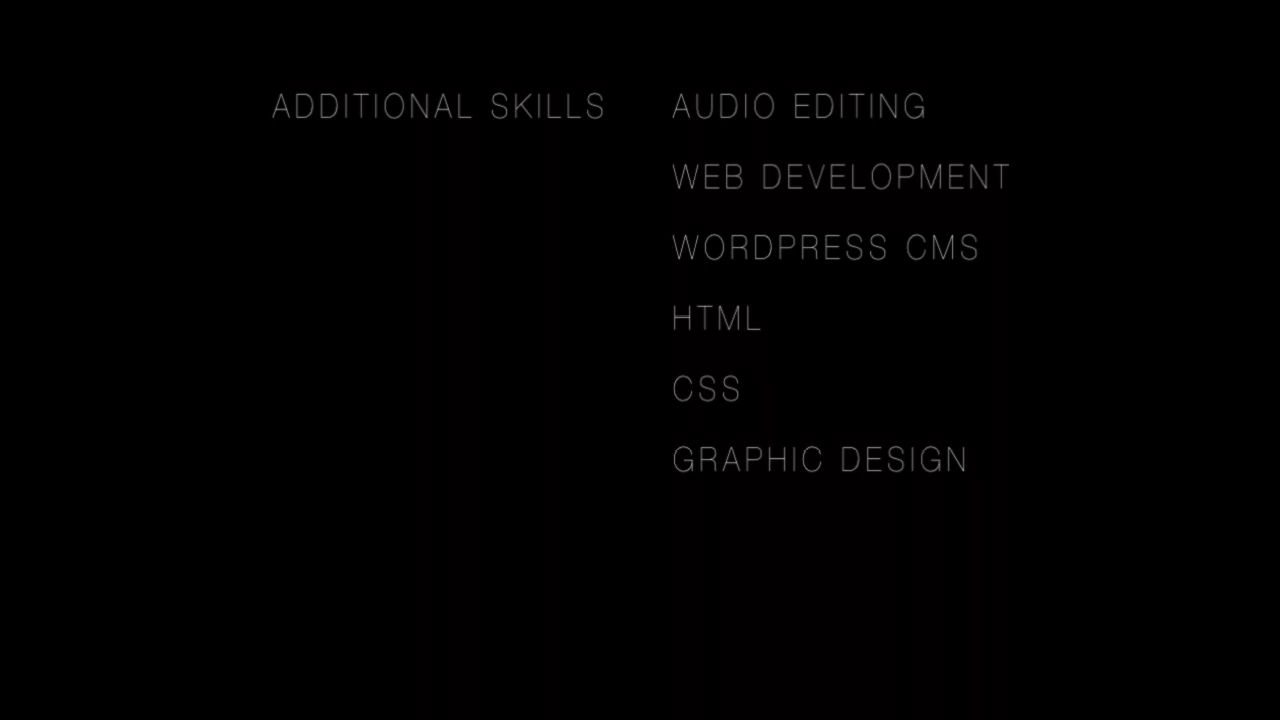 ADDITIONAL SKILLS AUDIO EDITING
WEB DEVELOPMENT
WORDPRESS CMS
HTML
CSS
GRAPHIC DESIGN